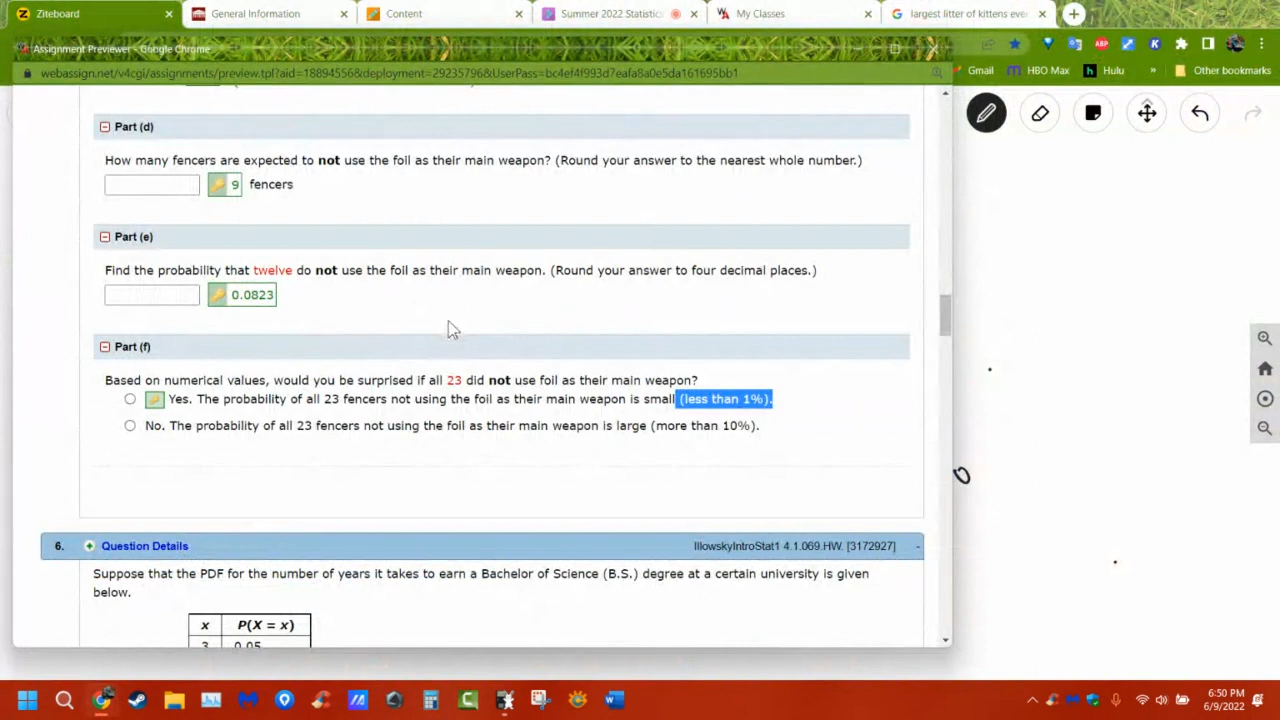 Ziteboard
General Information
Content
Summer 2022 Statistic
My Classes
largest litter of kittens eve
Assignment Previewer - Google Chrome
webassign.net/v4cgi/assignments/preview.tpl?aid=18894556&deployment=29235796&UserPass=bc4ef4f993d7eafa8a0e5da161695bb1
Gmail
HBO Max
Hulu
»
Other bookmarks
Part (d)
How many fencers are expected to not use the foil as their main weapon? (Round your answer to the nearest whole number.)
9 fencers
Part (e)
Find the probability that twelve do not use the foil as their main weapon. (Round your answer to four decimal places.)
0.0823
Part (f)
Based on numerical values, would you be surprised if all 23 did not use foil as their main weapon?
Yes. The probability of all 23 fencers not using the foil as their main weapon is small (less than 1%).
No. The probability of all 23 fencers not using the foil as their main weapon is large (more than 10%).
6. Question Details IllowskyIntroStat1 4.1.069.HW. [3172927] -
Suppose that the PDF for the number of years it takes to earn a Bachelor of Science (B.S.) degree at a certain university is given
below.
x P(X = x)
3 0.05
6:50 PM
6/9/2022